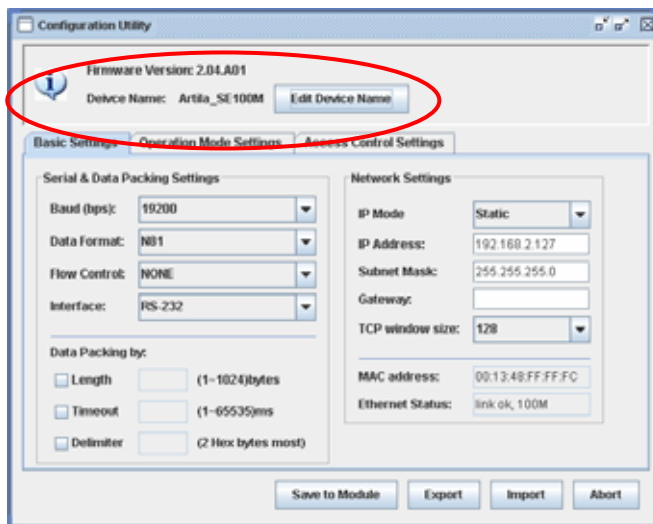 Configuration Utility
Firmware Version: 2.04.A01
Deivce Name: Artila_SE100M Edit Device Name
Basic Settings Operation Mode Settings Access Control Settings
Serial & Data Packing Settings
Baud (bps): 19200
Data Format: N81
Flow Control: NONE
Interface: RS-232
Data Packing by:
Length (1~1024)bytes
Timeout (1~65535)ms
Delimiter (2 Hex bytes most)
Network Settings
IP Mode Static
IP Address: 192.168.2.127
Subnet Mask: 255.255.255.0
Gateway:
TCP window size: 128
MAC address: 00:13:48:FF:FF:FC
Ethernet Status: link ok, 100M
Save to Module Export Import Abort